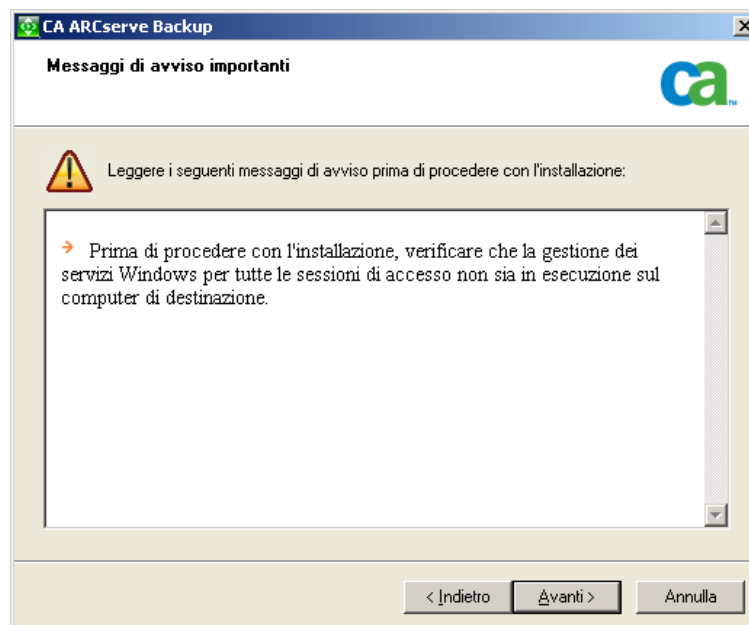 CA ARCserve Backup
Messaggi di avviso importanti
ca
™
Leggere i seguenti messaggi di avviso prima di procedere con l'installazione:
Prima di procedere con l'installazione, verificare che la gestione dei
servizi Windows per tutte le sessioni di accesso non sia in esecuzione sul
computer di destinazione.
< Indietro
Avanti >
Annulla